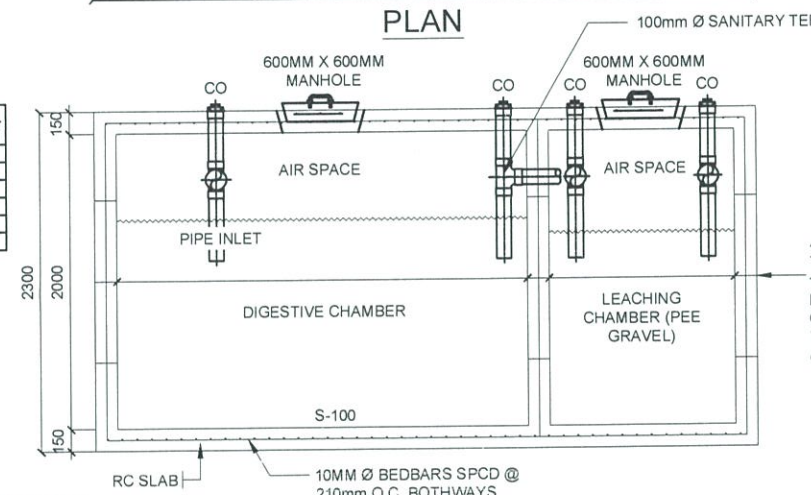 PLAN
100mm Ø SANITARY
600MM X 600MM
MANHOLE
600MM X 600MM
MANHOLE
CO
CO
CO
CO
150
AIR SPACE
AIR SPACE
PIPE INLET
2300
2000
DIGESTIVE CHAMBER
LEACHING
CHAMBER (PEE
GRAVEL)
S-100
150
RC SLAB
10MM Ø BEDBARS SPCD @
210mm O.C. BOTHWAYS